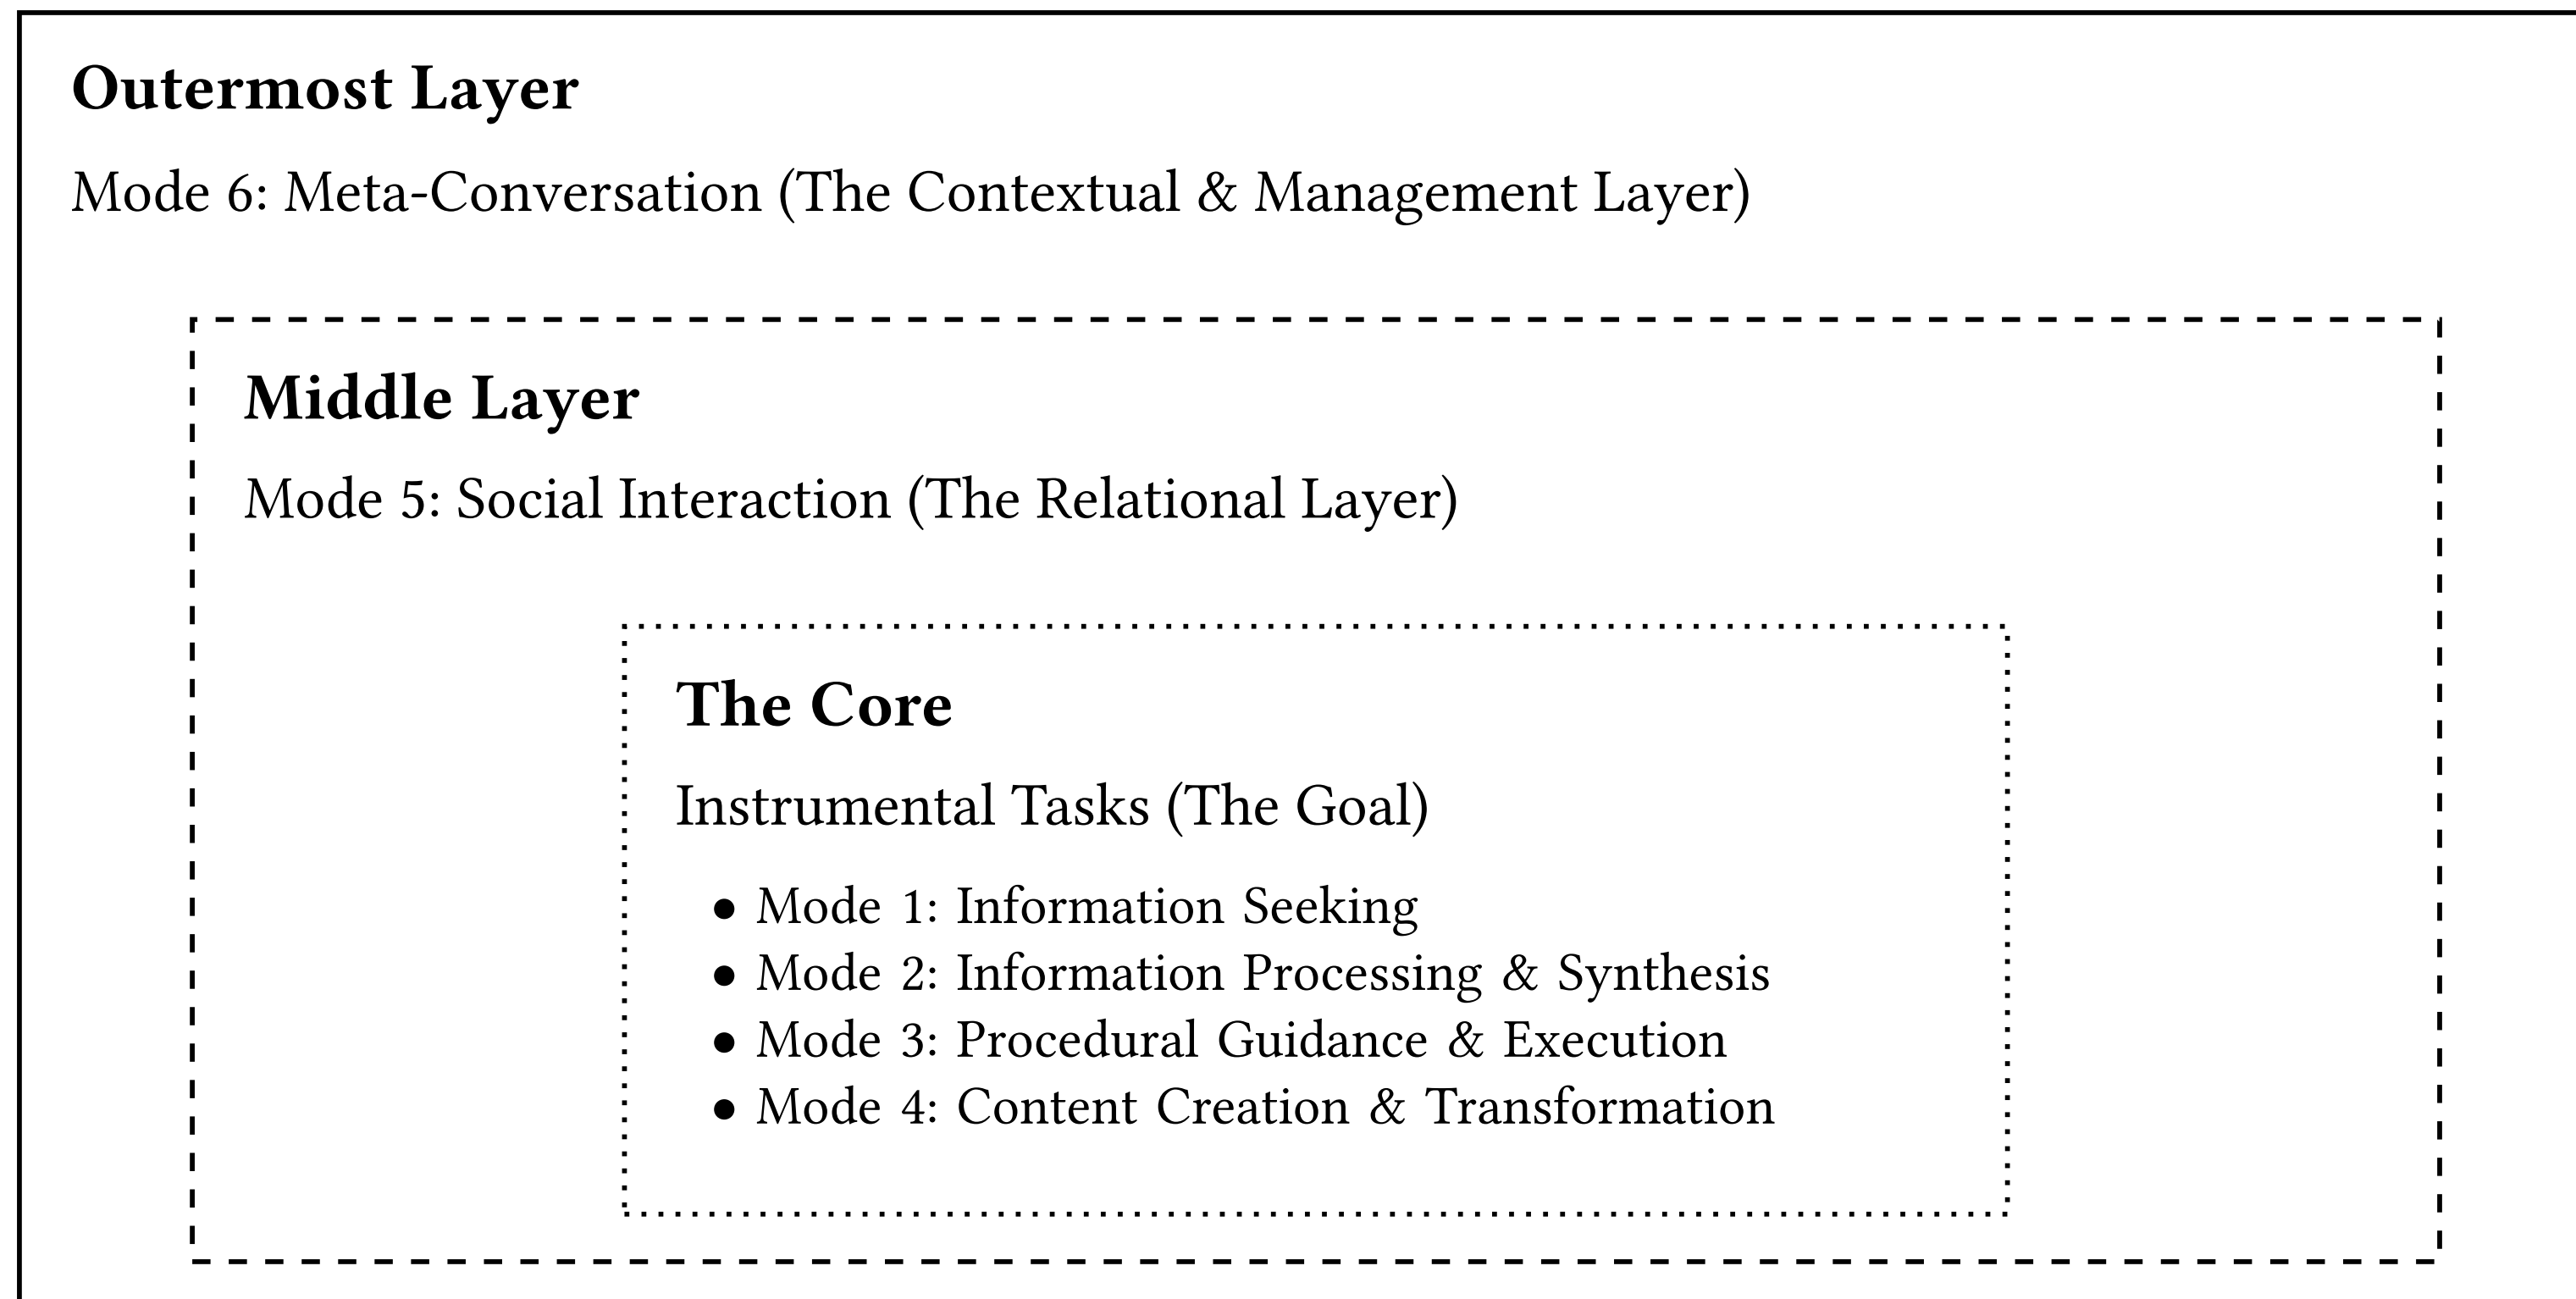 Outermost Layer
Mode 6: Meta-Conversation (The Contextual & Management Layer)
Middle Layer
Mode 5: Social Interaction (The Relational Layer)
The Core
Instrumental Tasks (The Goal)
• Mode 1: Information Seeking
• Mode 2: Information Processing & Synthesis
• Mode 3: Procedural Guidance & Execution
• Mode 4: Content Creation & Transformation